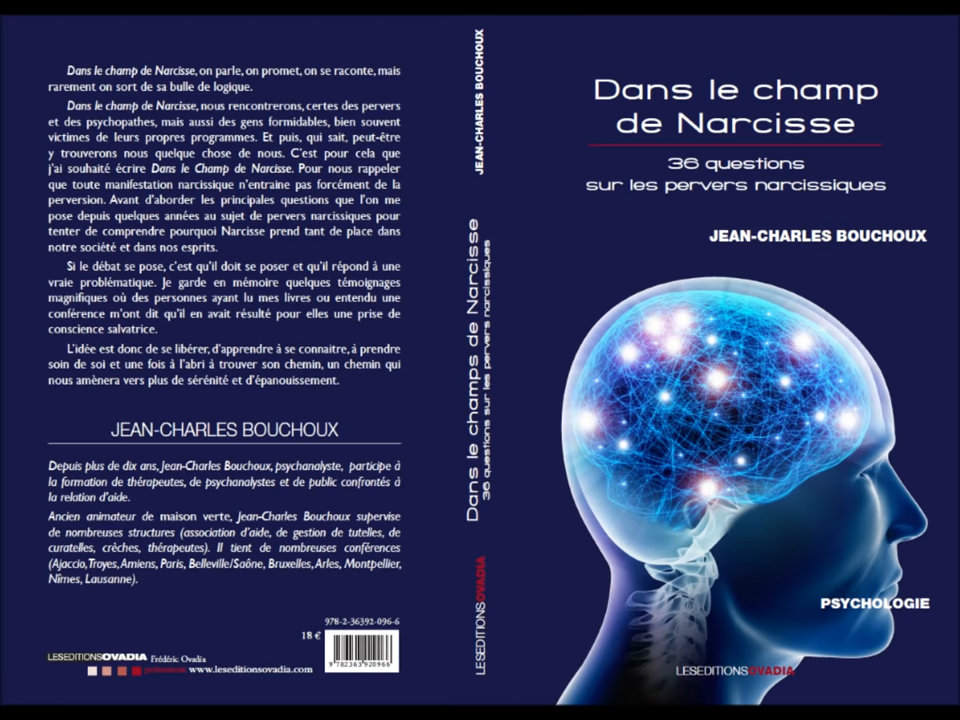 Dans le champ de Narcisse, on parle, on promet, on se raconte, mais
rarement on sort de sa bulle de logique.
Dans le champ de Narcisse, nous rencontrerons, certes des pervers
et des psychopathes, mais aussi des gens formidables, bien souvent
victimes de leurs propres programmes. Et puis, qui sait, peut-être
y trouverons nous quelque chose de nous. C'est pour cela que
j'ai souhaité écrire Dans le Champ de Narcisse. Pour nous rappeler
que toute manifestation narcissique n'entraine pas forcément de la
perversion. Avant d'aborder les principales questions que l'on me
pose depuis quelques années au sujet de pervers narcissiques pour
tenter de comprendre pourquoi Narcisse prend tant de place dans
notre société et dans nos esprits.
Si le débat se pose, c'est qu'il doit se poser et qu'il répond à une
vraie problématique. Je garde en mémoire quelques témoignages
magnifiques où des personnes ayant lu mes livres ou entendu une
conférence m'ont dit qu'il en avait résulté pour elles une prise de
conscience salvatrice.
L'idée est donc de se libérer, d'apprendre à se connaitre, à prendre
soin de soi et une fois à l'abri à trouver son chemin, un chemin qui
nous amènera vers plus de sérénité et d'épanouissement.
JEAN-CHARLES BOUCHOUX
Depuis plus de dix ans, Jean-Charles Bouchoux, psychanalyste, participe à
la formation de thérapeutes, de psychanalystes et de public confrontés à
la relation d'aide.
Ancien animateur de maison verte, Jean-Charles Bouchoux supervise
de nombreuses structures (association d'aide, de gestion de tutelles, de
curatelles, crèches, thérapeutes). Il tient de nombreuses conférences
(Ajaccio, Troyes, Amiens, Paris, Belleville/Saône, Bruxelles, Arles, Montpellier,
Nîmes, Lausanne).
978-2-36392-096-6
18 €
9 782363 920966
LESEDITIONSOVADIA Frédéric Ovadia
www.leseditionsovadia.com
JEAN-CHARLES BOUCHOUX
Dans le champs de Narcisse
36 questions sur les pervers narcissiques
LESEDITIONSOVADIA
Dans le champ
de Narcisse
36 questions
sur les pervers narcissiques
JEAN-CHARLES BOUCHOUX
PSYCHOLOGIE
LESEDITIONSOVADIA